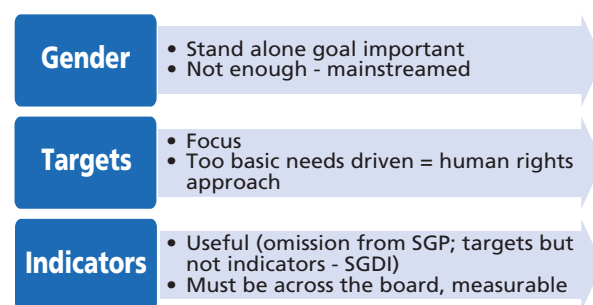 Gender
• Stand alone goal important
• Not enough - mainstreamed
Targets
• Focus
• Too basic needs driven = human rights
approach
Indicators
• Useful (omission from SGP; targets but
not indicators - SGDI)
• Must be across the board, measurable